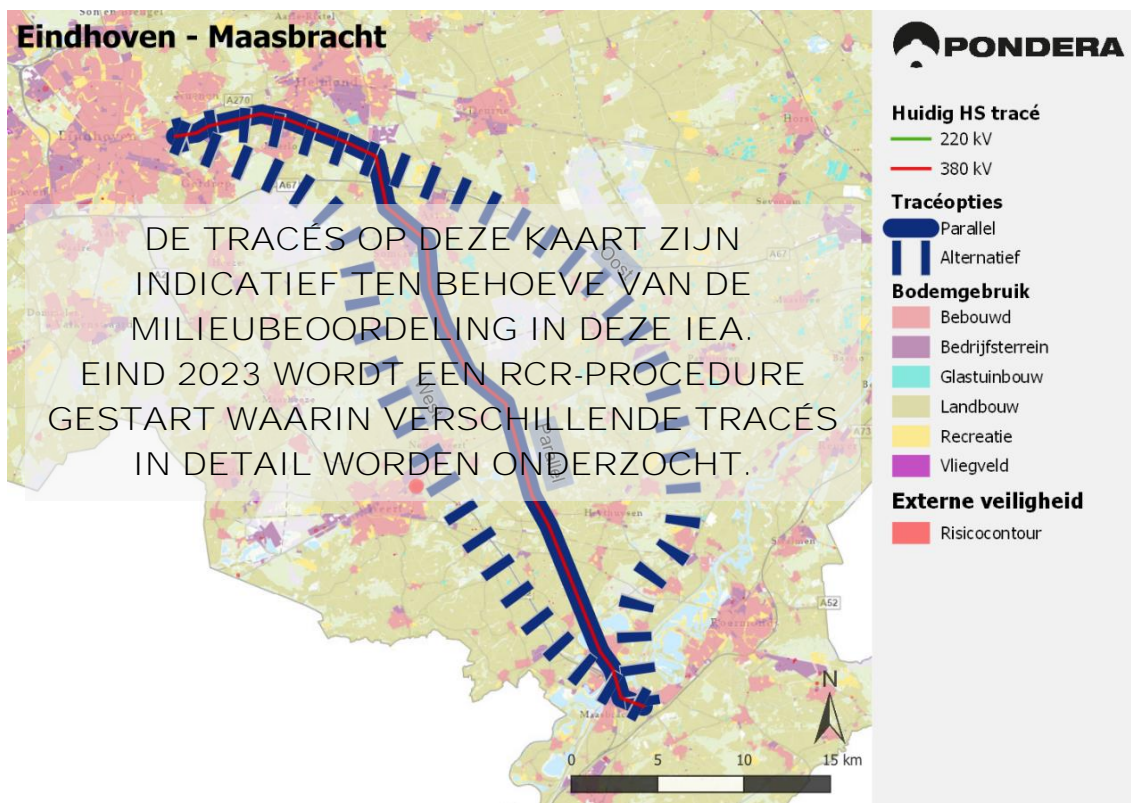 Eindhoven - Maasbracht
PONDERA
Huidig HS tracé
220 kV
380 kV
Tracéopties
Parallel
Alternatief
Bodemgebruik
Bebouwd
Bedrijfsterrein
Glastuinbouw
Landbouw
Recreatie
Vliegveld
Externe veiligheid
Risicocontour
DE TRACÉS OP DEZE KAART ZIJN
INDICATIEF TEN BEHOEVE VAN DE
MILIEUBEOORDELING IN DEZE IEA.
EIND 2023 WORDT EEN RCR-PROCEDURE
GESTART WAARIN VERSCHILLENDE TRACÉS
IN DETAIL WORDEN ONDERZOCHT.
A270
A67
Oost
West
Parallel
A67
A73
A52
Sevenum
N
0 5 10 15 km